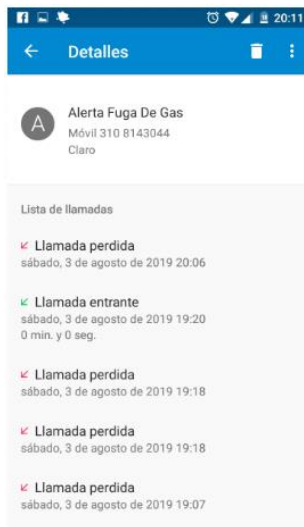 20:11
Detalles
A
Alerta Fuga De Gas
Móvil 310 8143044
Claro
Lista de llamadas
Llamada perdida
sábado, 3 de agosto de 2019 20:06
Llamada entrante
sábado, 3 de agosto de 2019 19:20
0 min. y 0 seg.
Llamada perdida
sábado, 3 de agosto de 2019 19:18
Llamada perdida
sábado, 3 de agosto de 2019 19:18
Llamada perdida
sábado, 3 de agosto de 2019 19:07